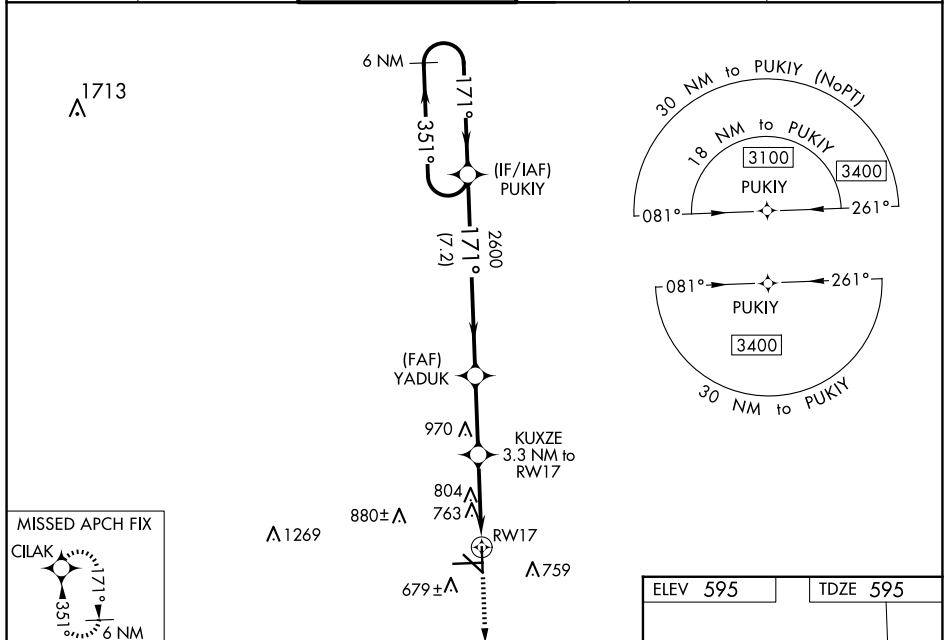 1713
6 NM
171°
351°
(IF/IAF)
PUKIY
2600
171°
(7.2)
(FAF)
YADUK
970
KUXZE
3.3 NM to
RW17
804
763
880±
1269
RW17
759
679±
30 NM to PUKIY (NoPT)
18 NM to PUKIY
3100
3400
PUKIY
081°
261°
081°
261°
PUKIY
3400
30 NM to PUKIY
MISSED APCH FIX
CILAK
171°
351°
6 NM
ELEV 595
TDZE 595